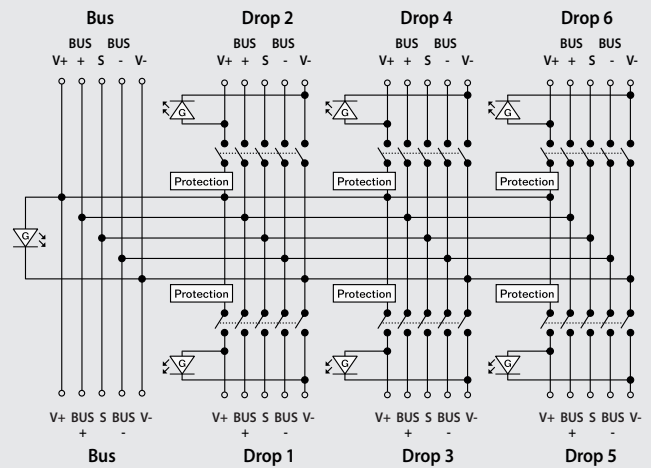 Bus Drop 2 Drop 4 Drop 6
BUS BUS BUS BUS BUS BUS BUS BUS
V+ + S - V- V+ + S - V- V+ + S - V- V+ + S - V-
G G G
Protection Protection Protection
G
Protection Protection Protection
G G G
V+ BUS S BUS V- V+ BUS S BUS V- V+ BUS S BUS V- V+ BUS S BUS V-
+ - + - + - + -
Bus Drop 1 Drop 3 Drop 5